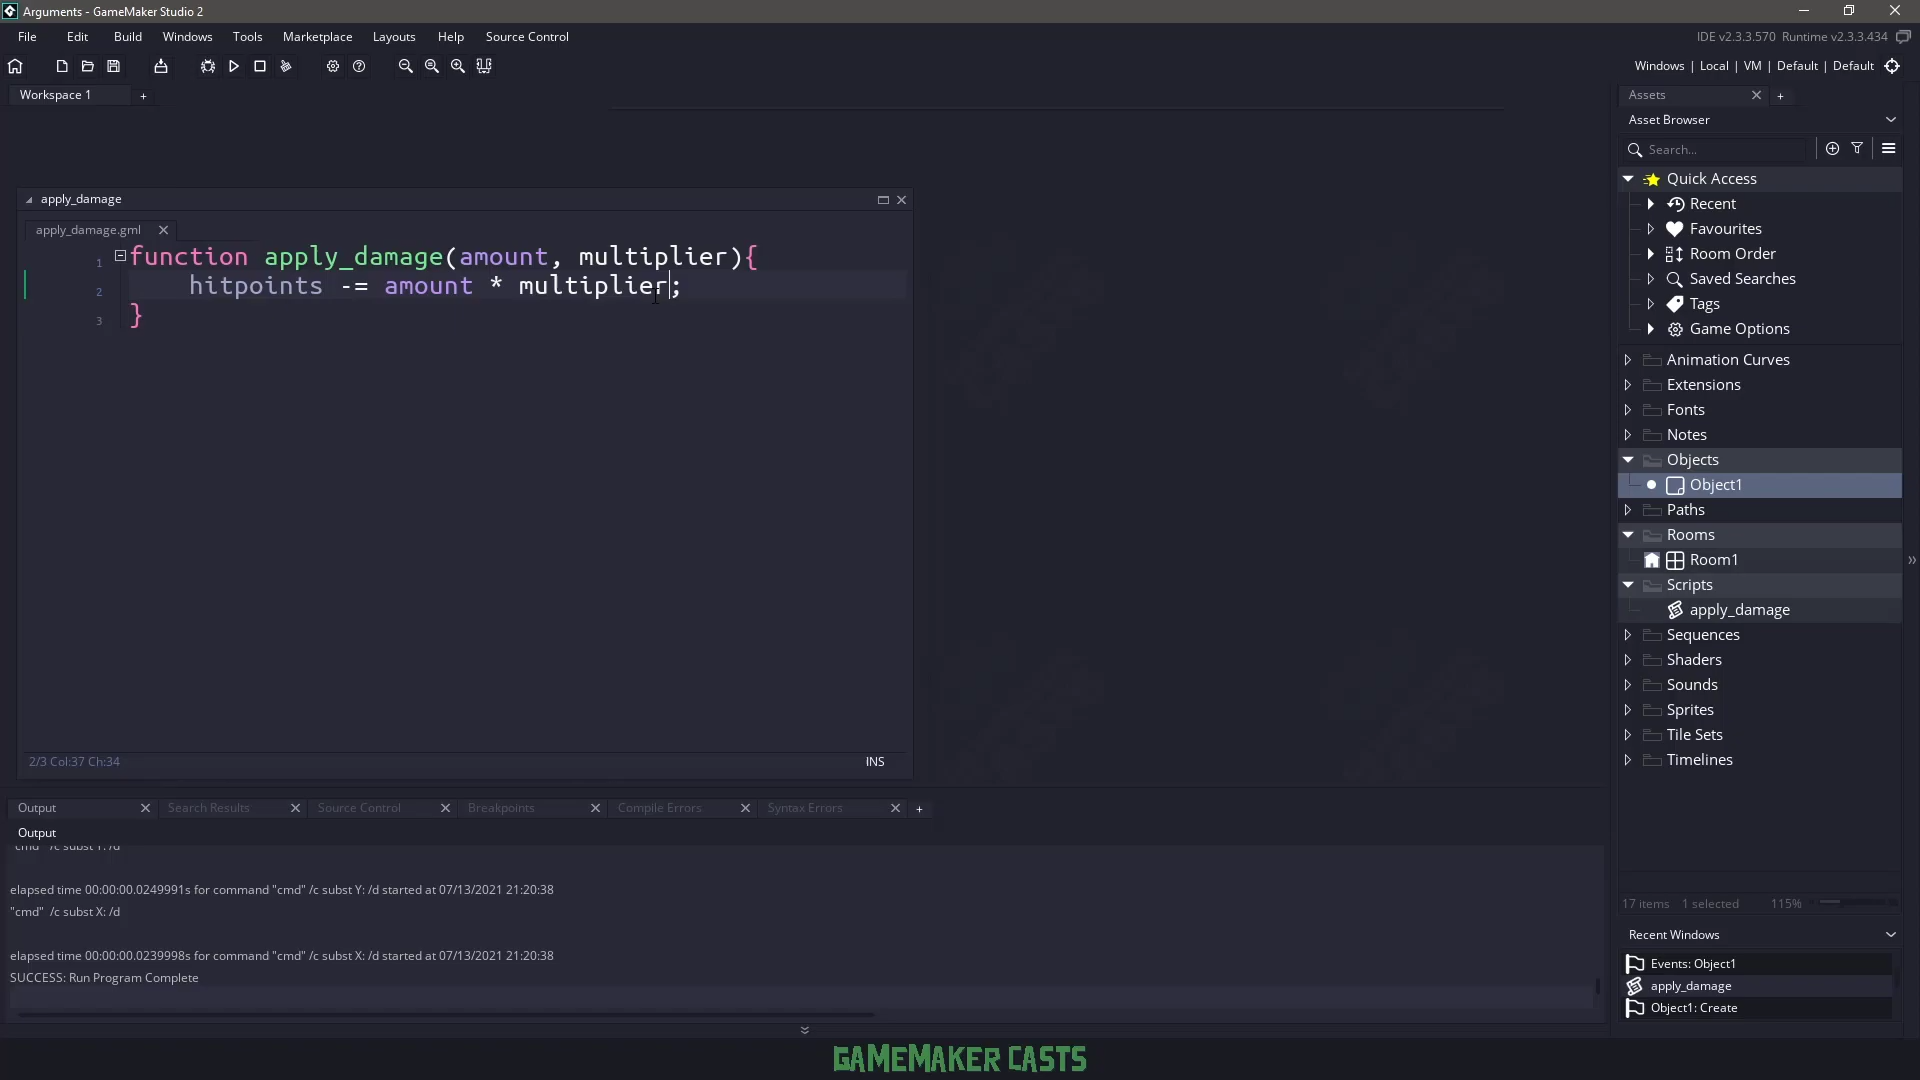 Arguments - GameMaker Studio 2
File Edit Build Windows Tools Marketplace Layouts Help Source Control
IDE v2.3.3.570 Runtime v2.3.3.434
Windows | Local | VM | Default | Default
Workspace 1 +
Assets
Asset Browser
Search...
Quick Access
Recent
Favourites
Room Order
Saved Searches
Tags
Game Options
Animation Curves
Extensions
Fonts
Notes
Objects
Object1
Paths
Rooms
Room1
Scripts
apply_damage
Sequences
Shaders
Sounds
Sprites
Tile Sets
Timelines
17 items 1 selected 115%
Recent Windows
Events: Object1
apply_damage
Object1: Create
apply_damage
apply_damage.gml
1 function apply_damage(amount, multiplier){
2 hitpoints -= amount * multiplier;
3 }
2/3 Col:37 Ch:34 INS
Output Search Results Source Control Breakpoints Compile Errors Syntax Errors +
Output
"cmd" /c subst Y: /d
elapsed time 00:00:00.0249991s for command "cmd" /c subst Y: /d started at 07/13/2021 21:20:38
"cmd" /c subst X: /d
elapsed time 00:00:00.0239998s for command "cmd" /c subst X: /d started at 07/13/2021 21:20:38
SUCCESS: Run Program Complete
GAMEMAKER CASTS